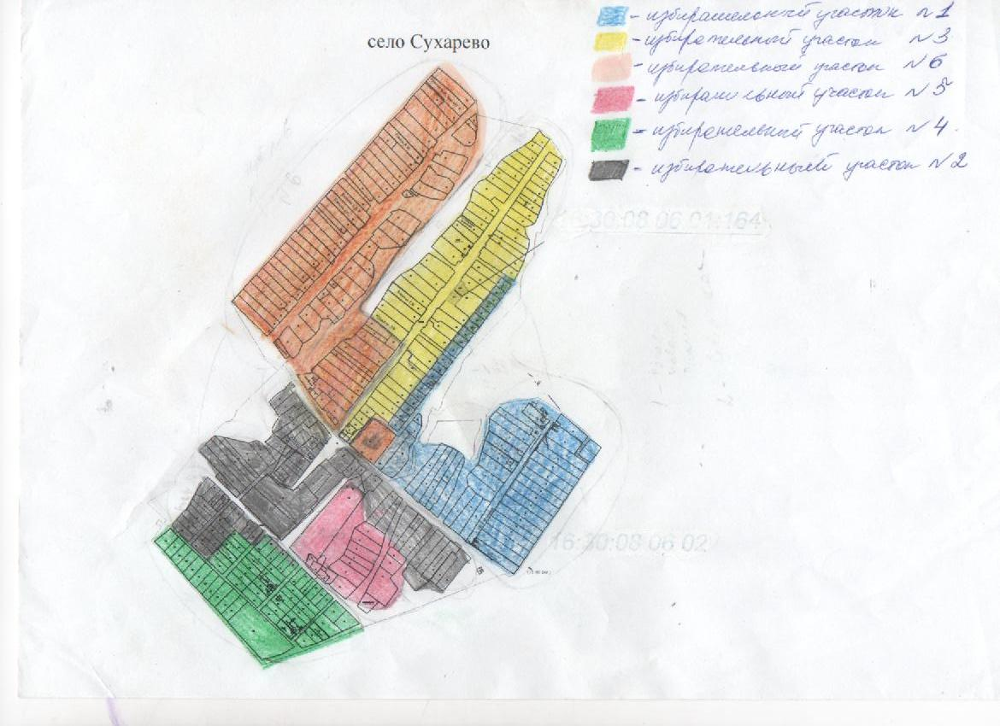 село Сухарево
- избирательный участок №1
- избирательный участок №3
- избирательный участок №6
- избирательный участок №5
- избирательный участок №4.
- избирательный участок №2
16:30:08 06 01:164
16:30:08 06 02